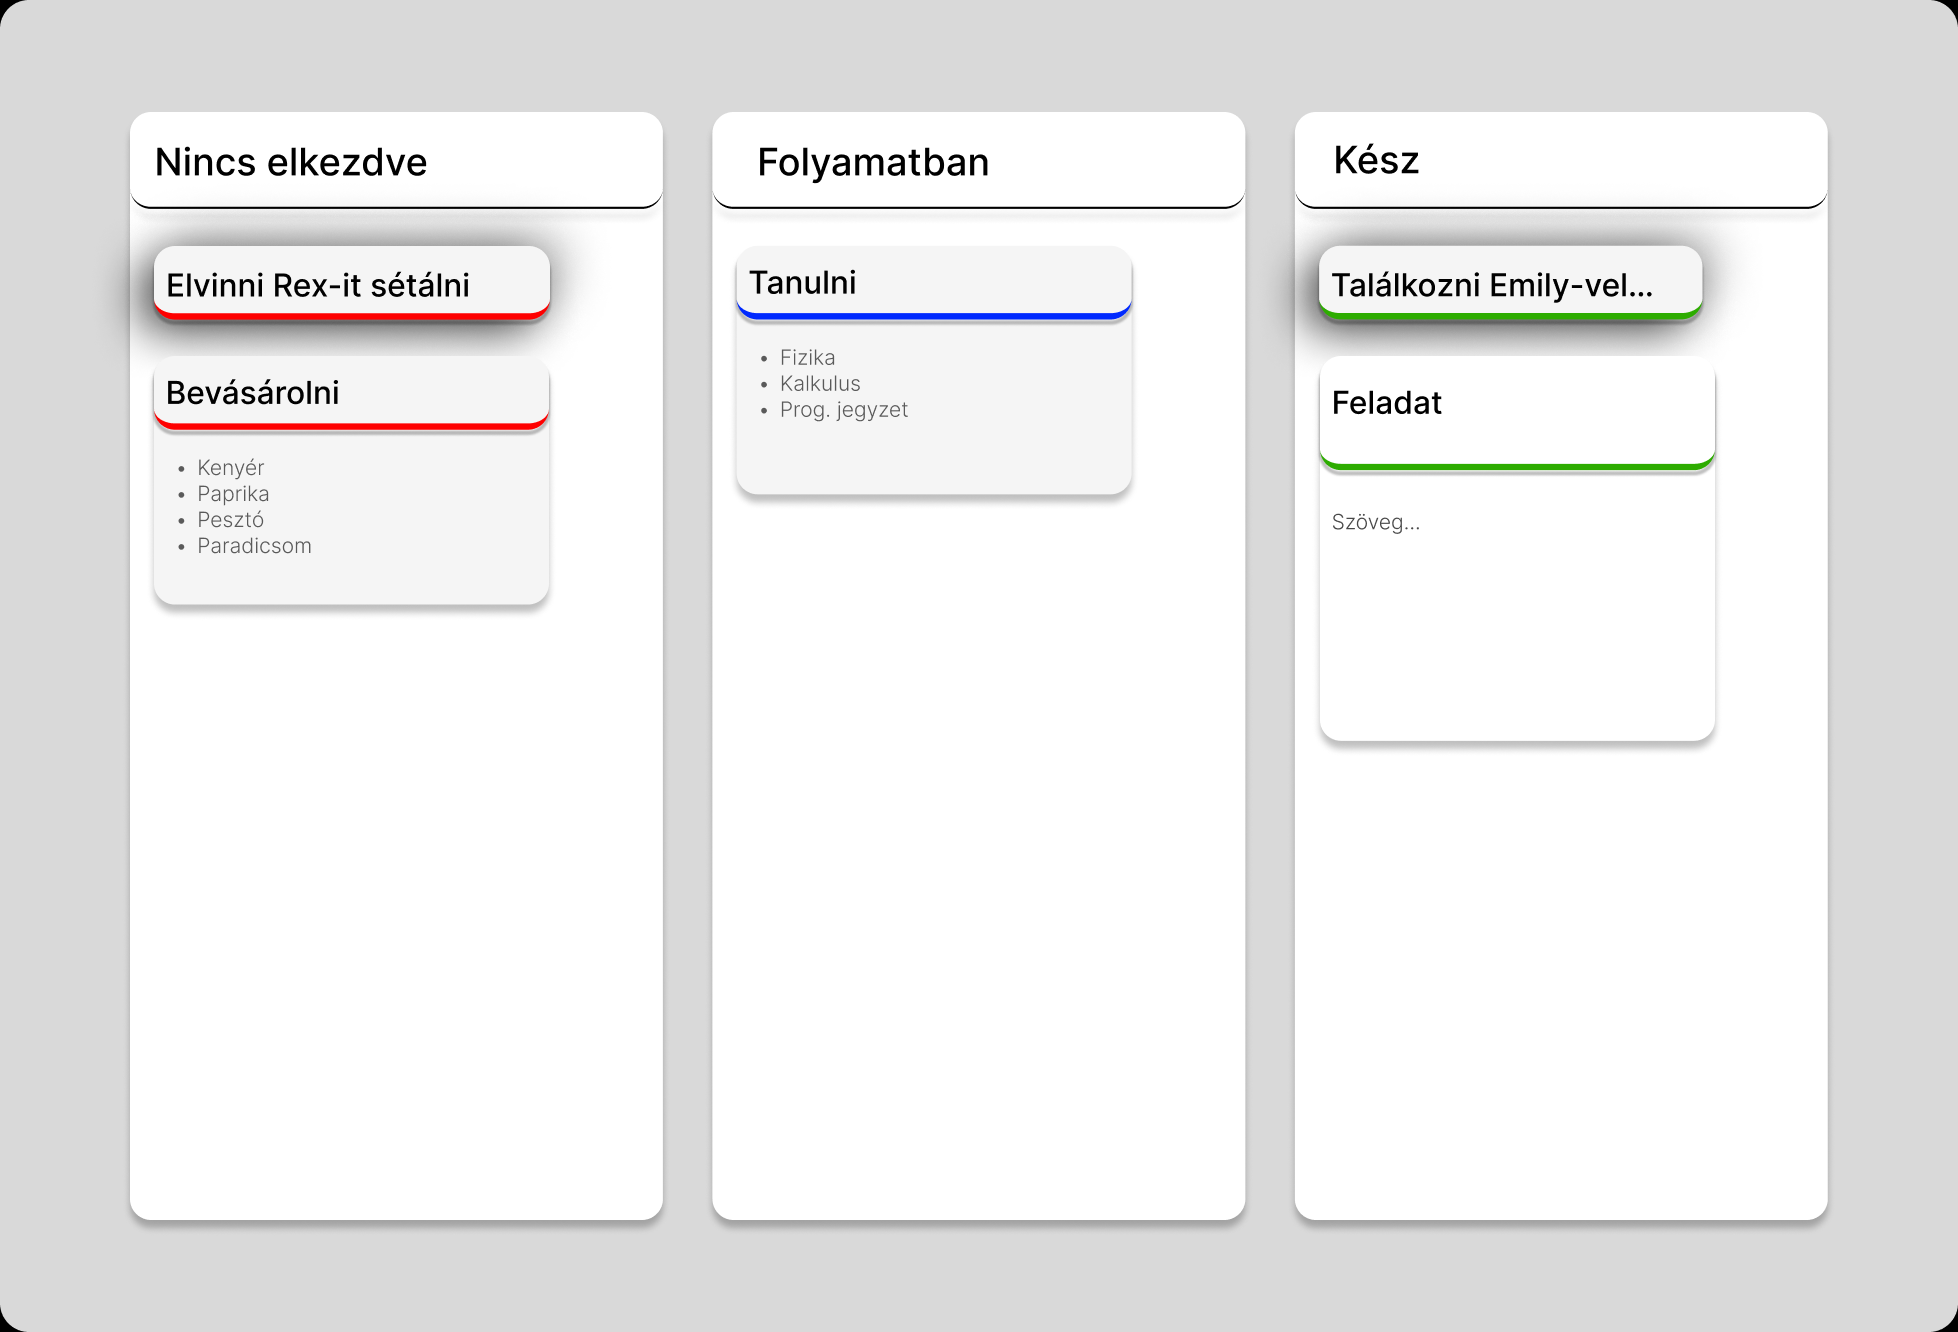 Nincs elkezdve
Elvinni Rex-it sétálni
Bevásárolni
• Kenyér
• Paprika
• Pesztó
• Paradicsom
Folyamatban
Tanulni
• Fizika
• Kalkulus
• Prog. jegyzet
Kész
Találkozni Emily-vel...
Feladat
Szöveg...